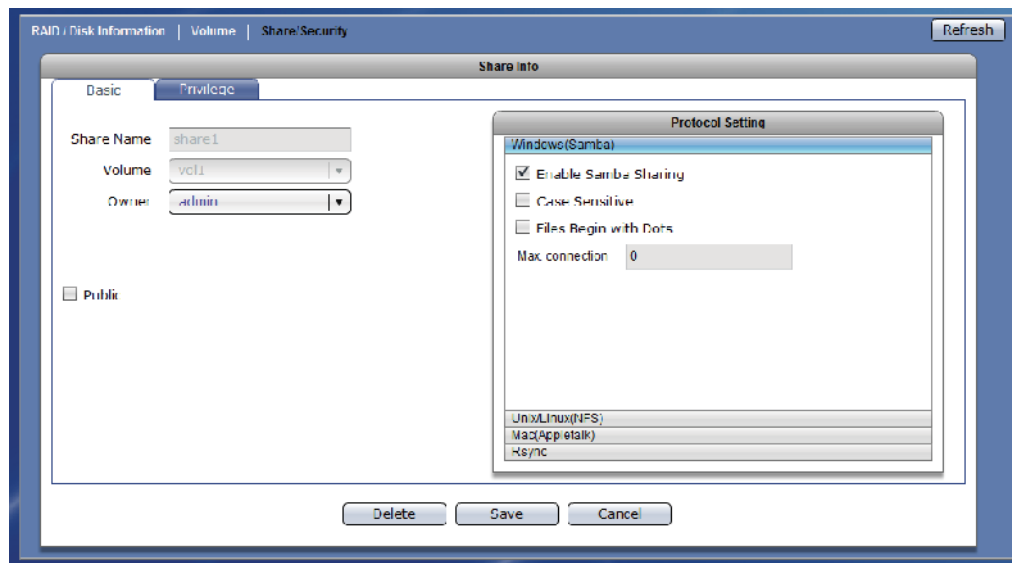 RAID / Disk Information | Volume | Share/Security
Refresh
Share Info
Basic
Privilege
Share Name share1
Volume vol1
Owner admin
Public
Protocol Setting
Windows(Samba)
Enable Samba Sharing
Case Sensitive
Files Begin with Dots
Max. connection 0
Unix/Linux(NFS)
Mac(Appletalk)
Rsync
Delete
Save
Cancel